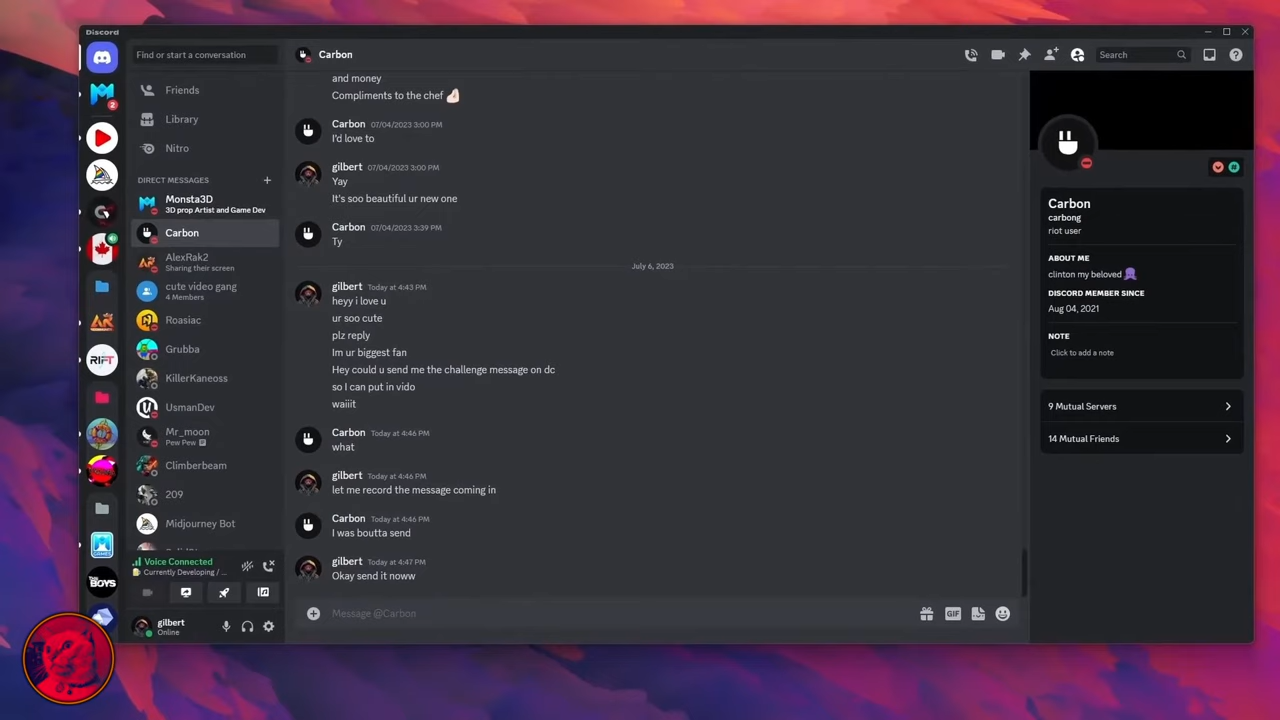 Discord
Find or start a conversation
Carbon
Search
Friends
Library
Nitro
DIRECT MESSAGES
Monsta3D
3D prop Artist and Game Dev
Carbon
AlexRak2
Sharing their screen
cute video gang
4 Members
Roasiac
Grubba
KillerKaneoss
UsmanDev
Mr_moon
Pew Pew
Climberbeam
209
Midjourney Bot
Voice Connected
Currently Developing / ...
gilbert
Online
2
RIFT
GAMES
THE BOYS
and money
Compliments to the chef 🤌🏻
Carbon 07/04/2023 3:00 PM
I'd love to
gilbert 07/04/2023 3:00 PM
Yay
It's soo beautiful ur new one
Carbon 07/04/2023 3:39 PM
Ty
July 6, 2023
gilbert Today at 4:43 PM
heyy i love u
ur soo cute
plz reply
Im ur biggest fan
Hey could u send me the challenge message on dc
so I can put in vido
waiiit
Carbon Today at 4:46 PM
what
gilbert Today at 4:46 PM
let me record the message coming in
Carbon Today at 4:46 PM
I was boutta send
gilbert Today at 4:47 PM
Okay send it noww
Message @Carbon
GIF
Carbon
carbong
riot user
ABOUT ME
clinton my beloved
DISCORD MEMBER SINCE
Aug 04, 2021
NOTE
Click to add a note
9 Mutual Servers
14 Mutual Friends